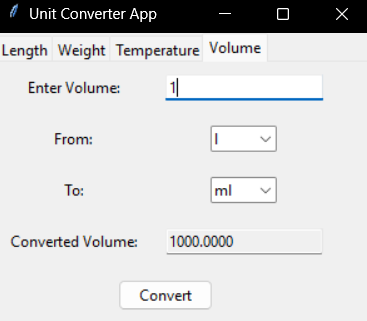 Unit Converter App
Length Weight Temperature Volume
Enter Volume: 1
From: l
To: ml
Converted Volume: 1000.0000
Convert